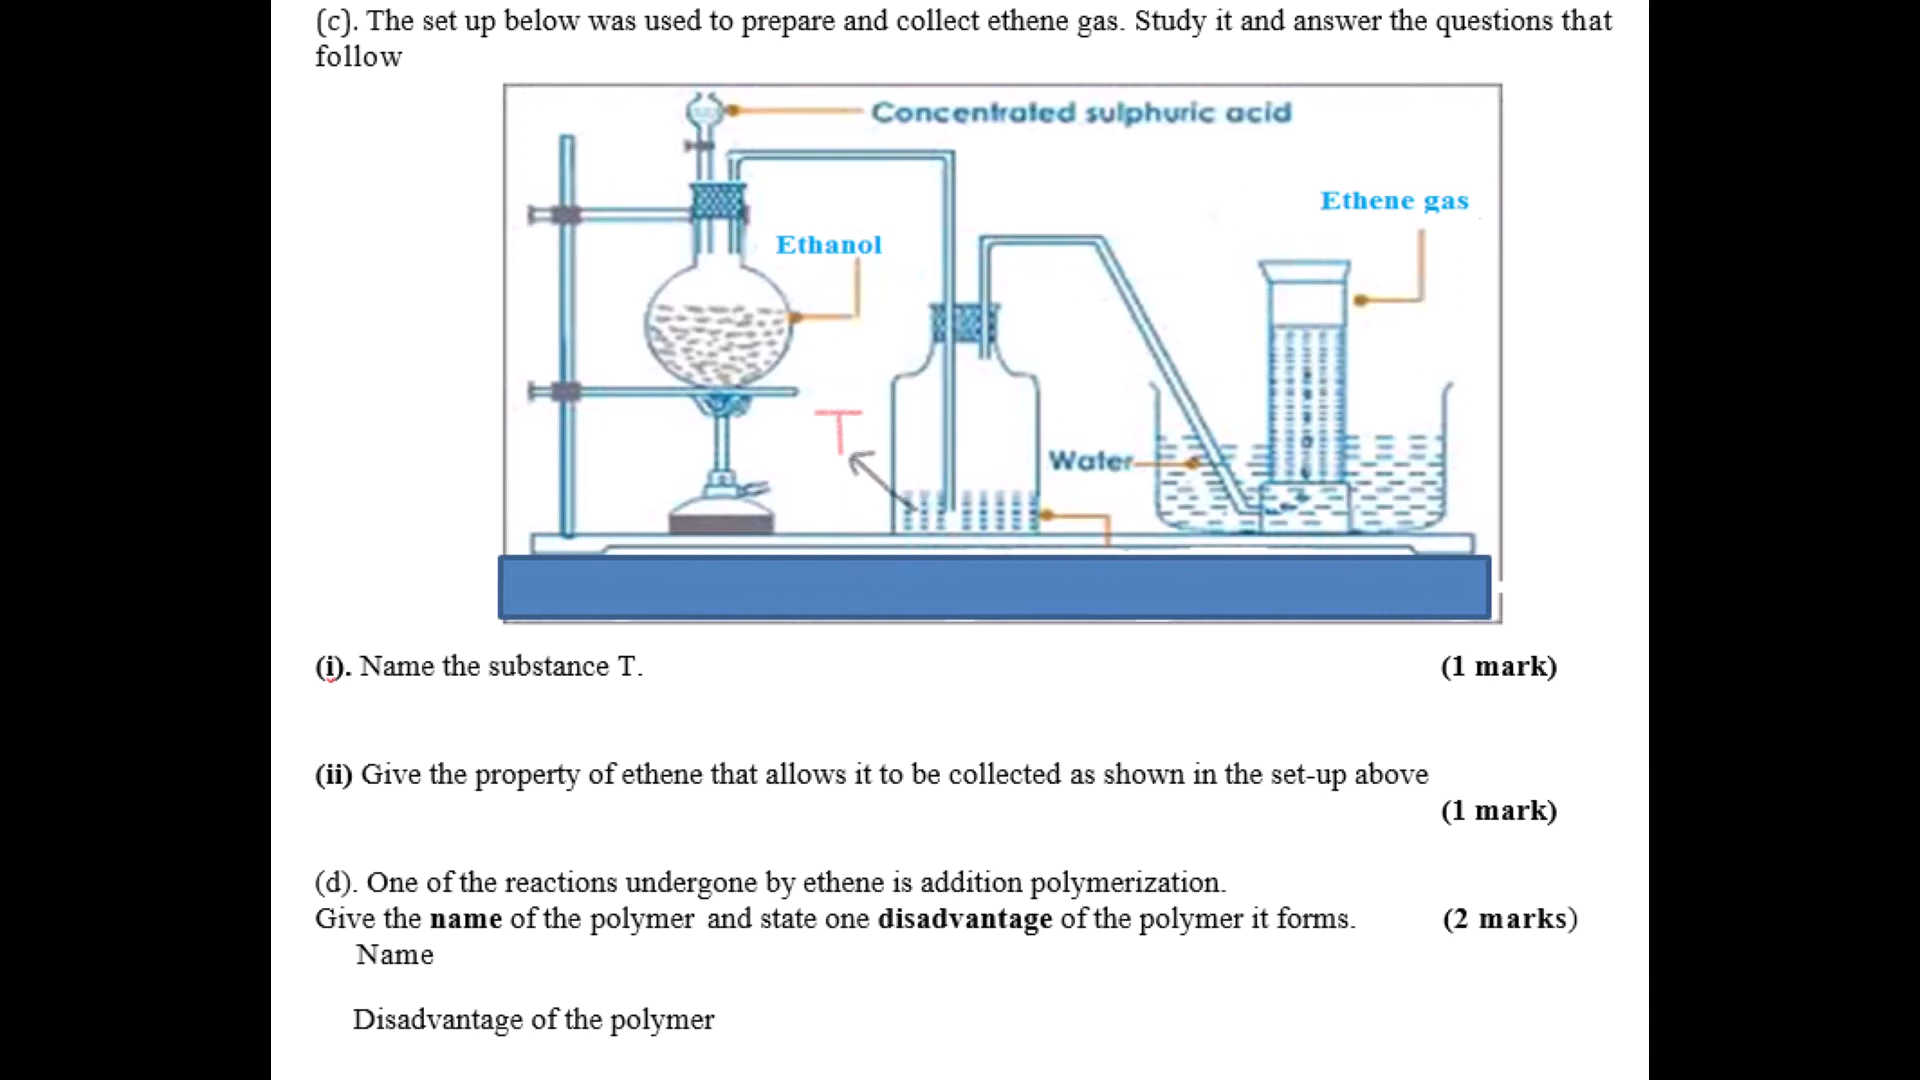 (c). The set up below was used to prepare and collect ethene gas. Study it and answer the questions that
follow
Concentrated sulphuric acid
Ethene gas
Ethanol
T
Water
(i). Name the substance T. (1 mark)
(ii) Give the property of ethene that allows it to be collected as shown in the set-up above
(1 mark)
(d). One of the reactions undergone by ethene is addition polymerization.
Give the name of the polymer and state one disadvantage of the polymer it forms. (2 marks)
Name
Disadvantage of the polymer